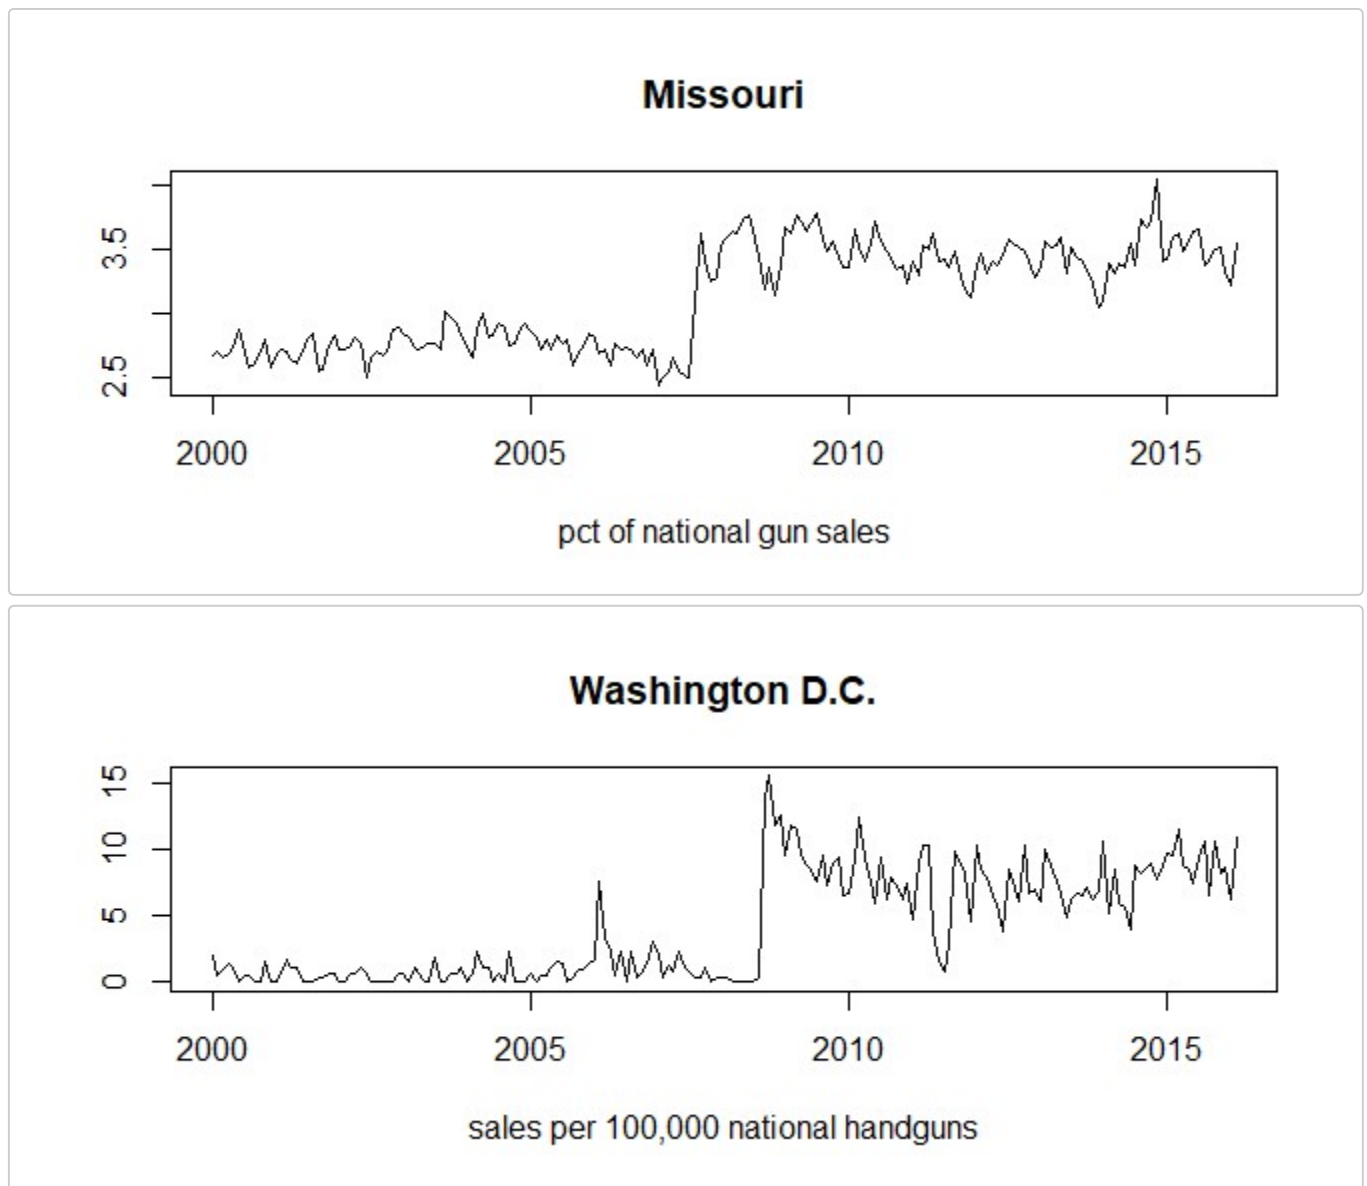 Missouri
3.5
2.5
2000 2005 2010 2015
pct of national gun sales
Washington D.C.
15
10
5
0
2000 2005 2010 2015
sales per 100,000 national handguns